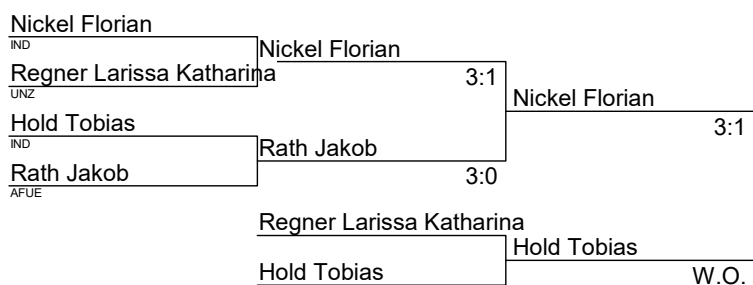 Nickel Florian
IND
Nickel Florian
Regner Larissa Katharina
3:1
UNZ
Nickel Florian
Hold Tobias
3:1
IND
Rath Jakob
Rath Jakob
3:0
AFUE
Regner Larissa Katharina
Hold Tobias
Hold Tobias
W.O.